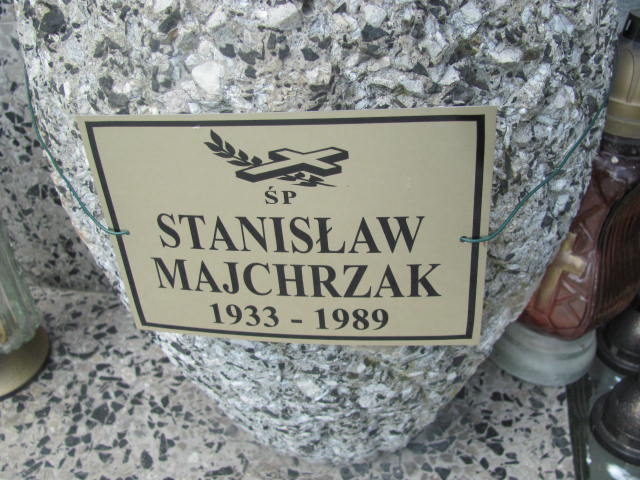 ŚP
STANISŁAW
MAJCHRZAK
1933 - 1989